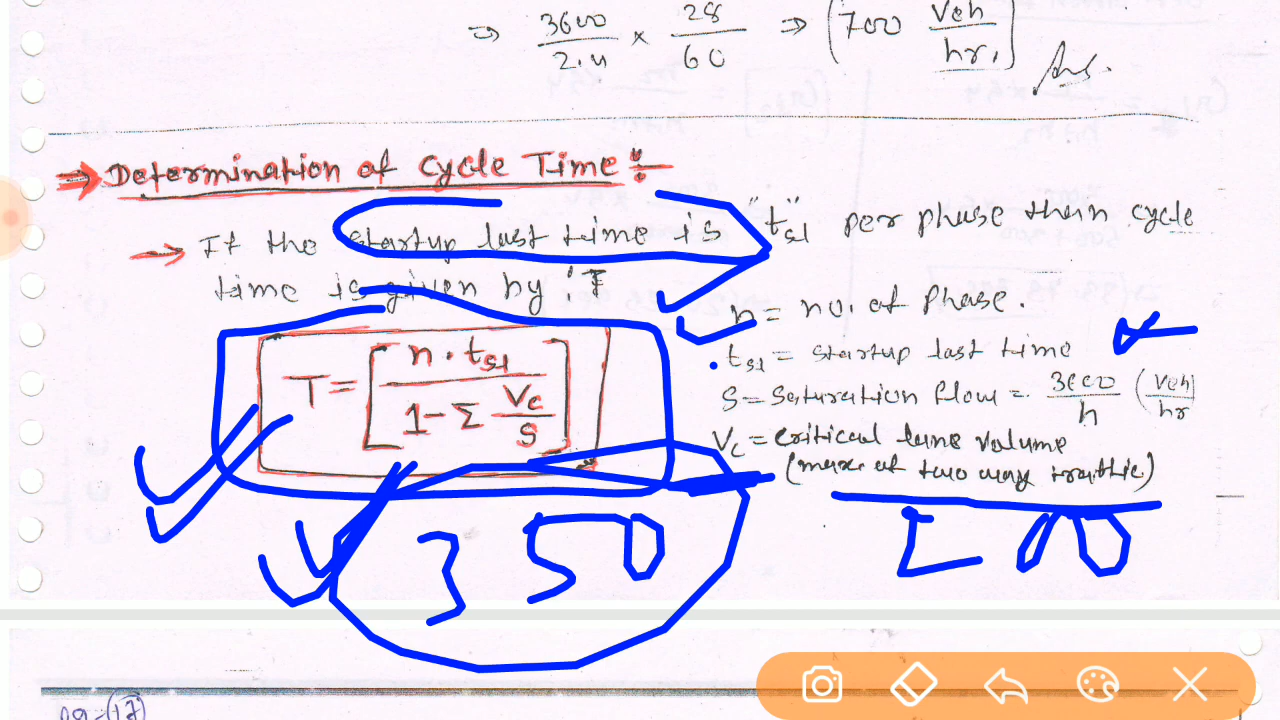 ⇒ 3600/2.4 × 28/60 ⇒ (700 Veh/hr.) Ans.
⇒ Determination of Cycle Time :-
→ If the startup lost time is "tsl" per phase then cycle
time is given by 'T
n = no. of Phase.
T = [n · tsl / 1 - Σ Vc/S]
tsl = startup lost time
S = Saturation flow = 3600/h (Veh/hr
Vc = critical lane volume
(max of two way traffic)
350